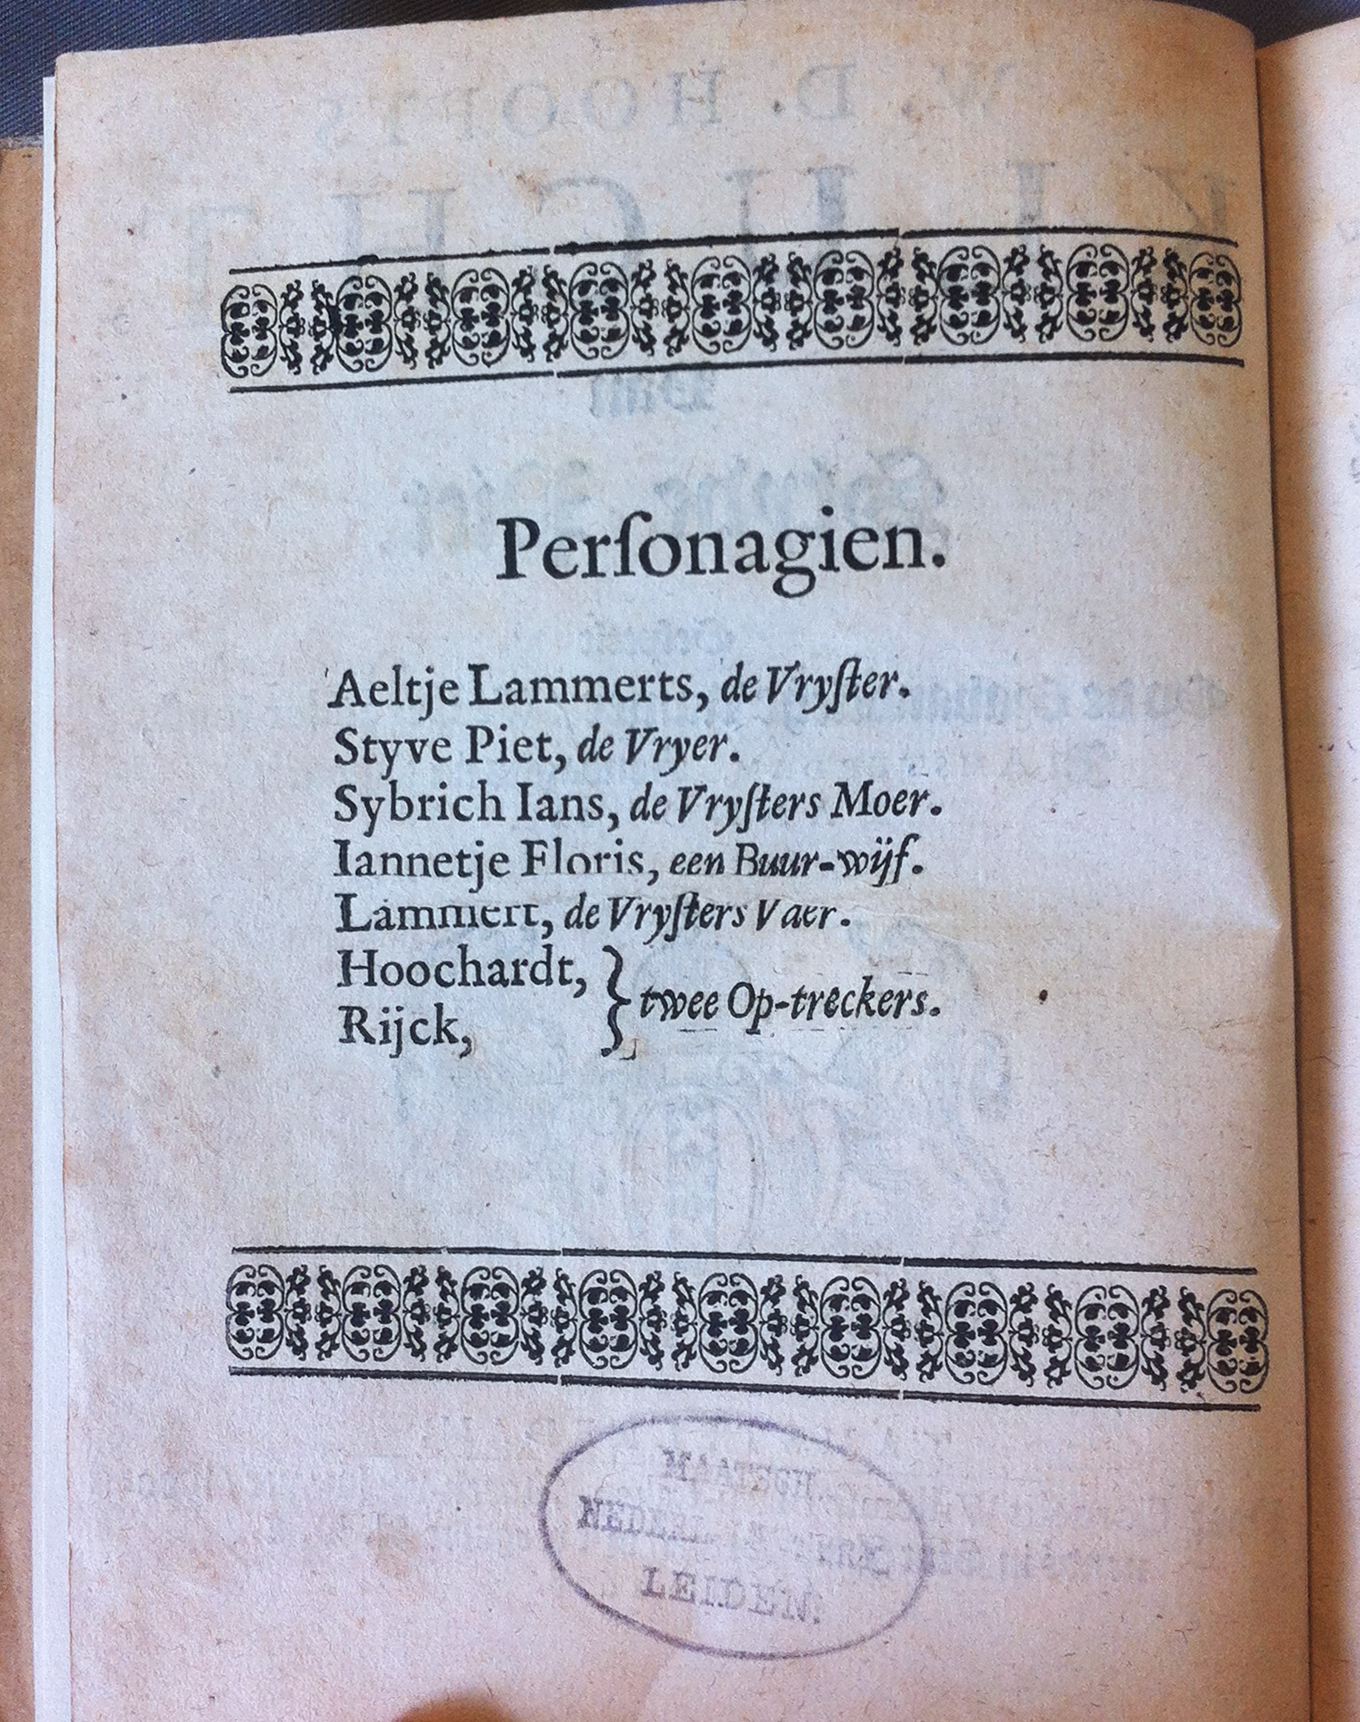 Perſonagien.
Aeltje Lammerts, de Vryſter.
Styve Piet, de Vryer.
Sybrich Ians, de Vryſters Moer.
Iannetje Floris, een Buur-wijf.
Lammert, de Vryſters Vaer.
Hoochardt,
Rijck, } twee Op-treckers.
MAATSCH
LEIDEN.